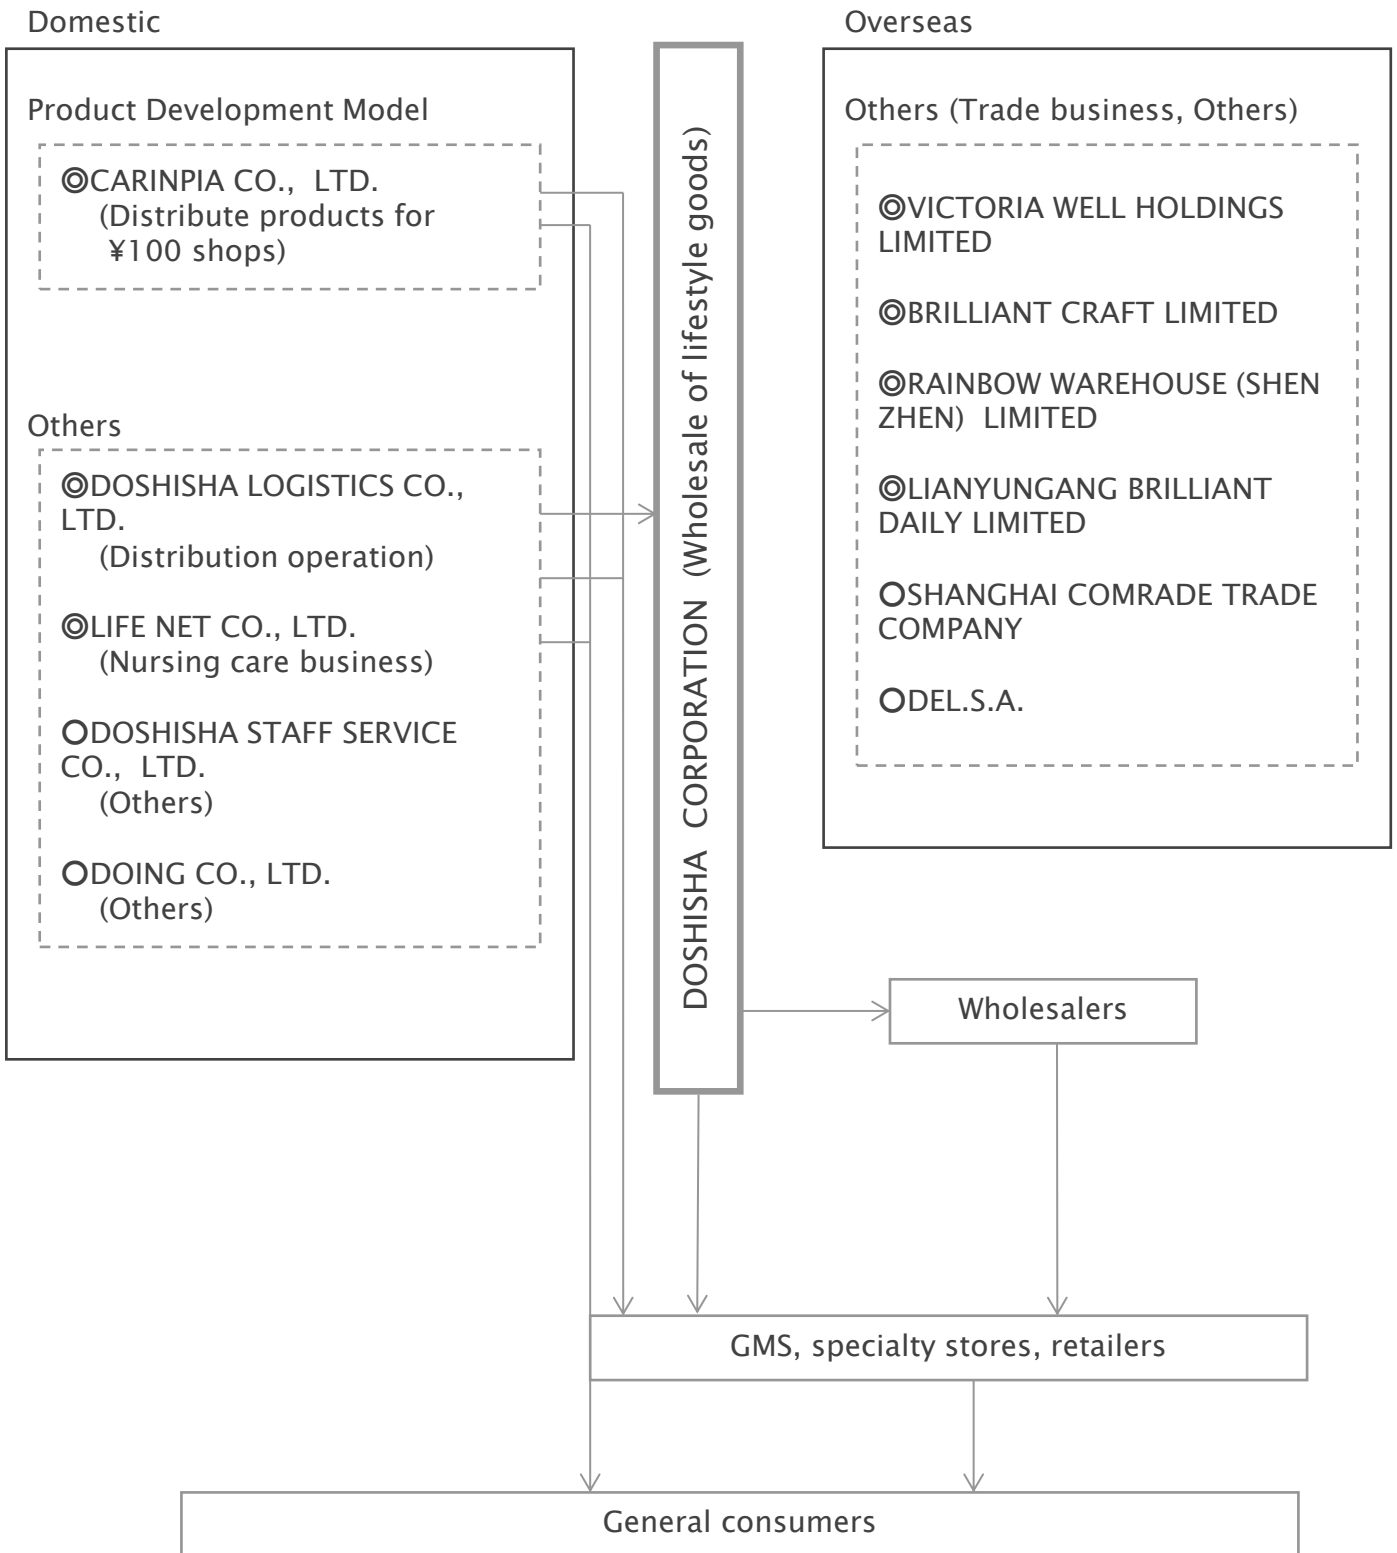 Domestic
Product Development Model
◎CARINPIA CO., LTD.
(Distribute products for
¥100 shops)
Others
◎DOSHISHA LOGISTICS CO.,
LTD.
(Distribution operation)
◎LIFE NET CO., LTD.
(Nursing care business)
○DOSHISHA STAFF SERVICE
CO., LTD.
(Others)
○DOING CO., LTD.
(Others)
DOSHISHA CORPORATION (Wholesale of lifestyle goods)
Overseas
Others (Trade business, Others)
◎VICTORIA WELL HOLDINGS
LIMITED
◎BRILLIANT CRAFT LIMITED
◎RAINBOW WAREHOUSE (SHEN
ZHEN) LIMITED
◎LIANYUNGANG BRILLIANT
DAILY LIMITED
○SHANGHAI COMRADE TRADE
COMPANY
○DEL.S.A.
Wholesalers
GMS, specialty stores, retailers
General consumers